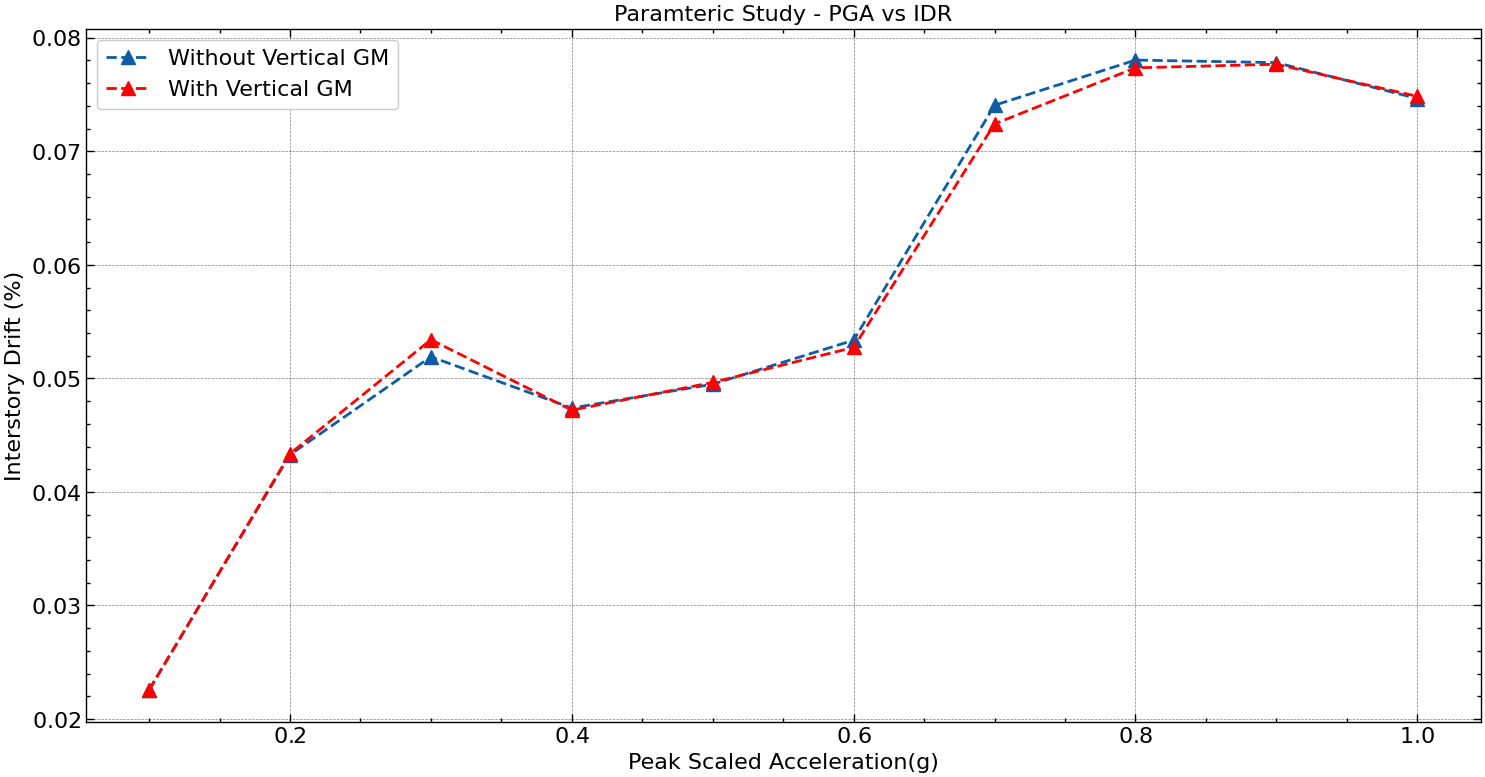 Paramteric Study - PGA vs IDR
Without Vertical GM
With Vertical GM
0.08
0.07
0.06
0.05
0.04
0.03
0.02
Interstory Drift (%)
0.2 0.4 0.6 0.8 1.0
Peak Scaled Acceleration(g)